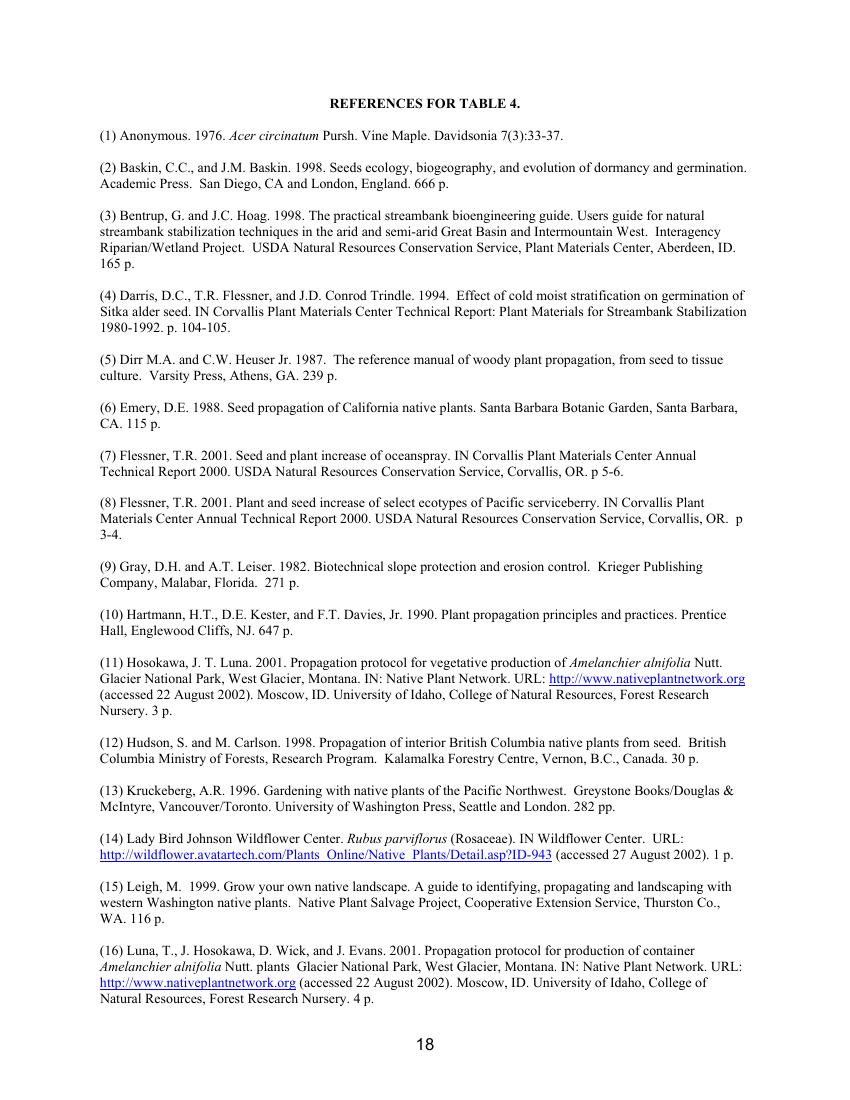 REFERENCES FOR TABLE 4.
(1) Anonymous. 1976. Acer circinatum Pursh. Vine Maple. Davidsonia 7(3):33-37.
(2) Baskin, C.C., and J.M. Baskin. 1998. Seeds ecology, biogeography, and evolution of dormancy and germination.
Academic Press.  San Diego, CA and London, England. 666 p.
(3) Bentrup, G. and J.C. Hoag. 1998. The practical streambank bioengineering guide. Users guide for natural
streambank stabilization techniques in the arid and semi-arid Great Basin and Intermountain West.  Interagency
Riparian/Wetland Project.  USDA Natural Resources Conservation Service, Plant Materials Center, Aberdeen, ID.
165 p.
(4) Darris, D.C., T.R. Flessner, and J.D. Conrod Trindle. 1994.  Effect of cold moist stratification on germination of
Sitka alder seed. IN Corvallis Plant Materials Center Technical Report: Plant Materials for Streambank Stabilization
1980-1992. p. 104-105.
(5) Dirr M.A. and C.W. Heuser Jr. 1987.  The reference manual of woody plant propagation, from seed to tissue
culture.  Varsity Press, Athens, GA. 239 p.
(6) Emery, D.E. 1988. Seed propagation of California native plants. Santa Barbara Botanic Garden, Santa Barbara,
CA. 115 p.
(7) Flessner, T.R. 2001. Seed and plant increase of oceanspray. IN Corvallis Plant Materials Center Annual
Technical Report 2000. USDA Natural Resources Conservation Service, Corvallis, OR. p 5-6.
(8) Flessner, T.R. 2001. Plant and seed increase of select ecotypes of Pacific serviceberry. IN Corvallis Plant
Materials Center Annual Technical Report 2000. USDA Natural Resources Conservation Service, Corvallis, OR.  p
3-4.
(9) Gray, D.H. and A.T. Leiser. 1982. Biotechnical slope protection and erosion control.  Krieger Publishing
Company, Malabar, Florida.  271 p.
(10) Hartmann, H.T., D.E. Kester, and F.T. Davies, Jr. 1990. Plant propagation principles and practices. Prentice
Hall, Englewood Cliffs, NJ. 647 p.
(11) Hosokawa, J. T. Luna. 2001. Propagation protocol for vegetative production of Amelanchier alnifolia Nutt.
Glacier National Park, West Glacier, Montana. IN: Native Plant Network. URL: http://www.nativeplantnetwork.org
(accessed 22 August 2002). Moscow, ID. University of Idaho, College of Natural Resources, Forest Research
Nursery. 3 p.
(12) Hudson, S. and M. Carlson. 1998. Propagation of interior British Columbia native plants from seed.  British
Columbia Ministry of Forests, Research Program.  Kalamalka Forestry Centre, Vernon, B.C., Canada. 30 p.
(13) Kruckeberg, A.R. 1996. Gardening with native plants of the Pacific Northwest.  Greystone Books/Douglas &
McIntyre, Vancouver/Toronto. University of Washington Press, Seattle and London. 282 pp.
(14) Lady Bird Johnson Wildflower Center. Rubus parviflorus (Rosaceae). IN Wildflower Center.  URL:
http://wildflower.avatartech.com/Plants_Online/Native_Plants/Detail.asp?ID-943 (accessed 27 August 2002). 1 p.
(15) Leigh, M.  1999. Grow your own native landscape. A guide to identifying, propagating and landscaping with
western Washington native plants.  Native Plant Salvage Project, Cooperative Extension Service, Thurston Co.,
WA. 116 p.
(16) Luna, T., J. Hosokawa, D. Wick, and J. Evans. 2001. Propagation protocol for production of container
Amelanchier alnifolia Nutt. plants  Glacier National Park, West Glacier, Montana. IN: Native Plant Network. URL:
http://www.nativeplantnetwork.org (accessed 22 August 2002). Moscow, ID. University of Idaho, College of
Natural Resources, Forest Research Nursery. 4 p.
18